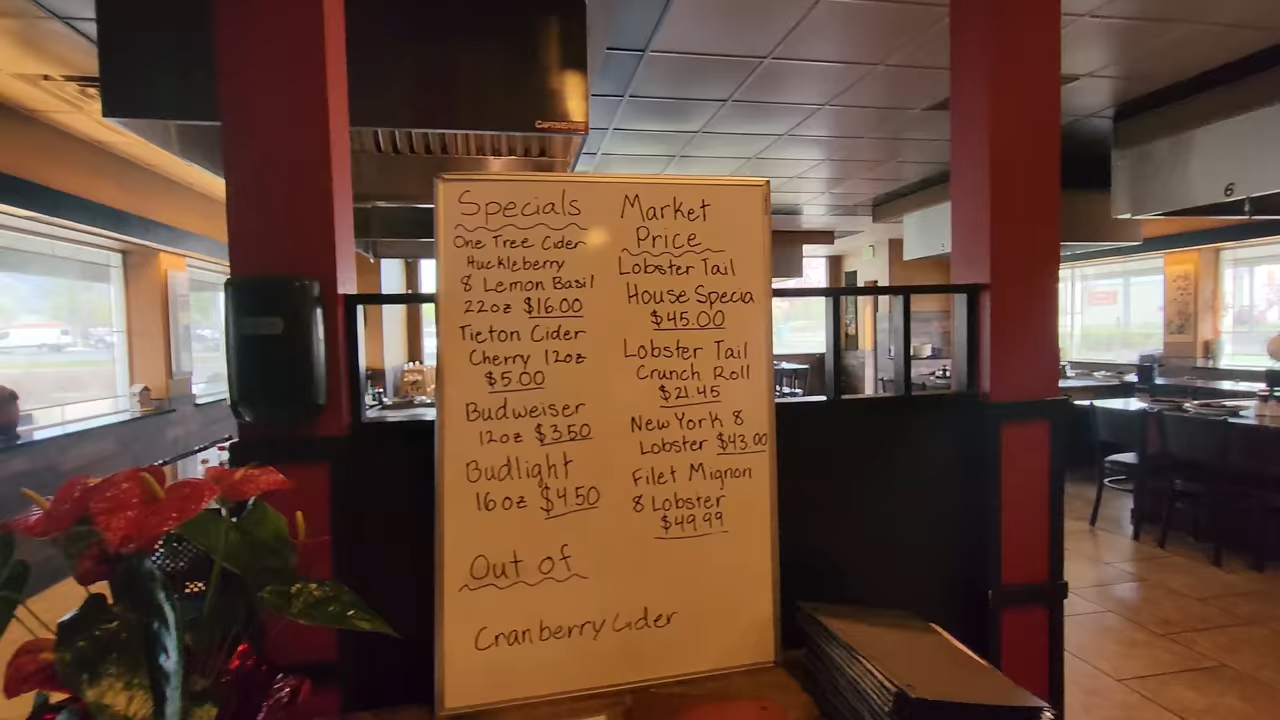 CAPTIVEAIRE
6
Specials
One Tree Cider
Huckleberry
& Lemon Basil
22oz $16.00
Tieton Cider
Cherry 12oz
$5.00
Budweiser
12oz $3.50
Budlight
16oz $4.50
Out of
Cranberry Cider
Market
Price
Lobster Tail
House Specia
$45.00
Lobster Tail
Crunch Roll
$21.45
New York &
Lobster $43.00
Filet Mignon
& Lobster
$49.99